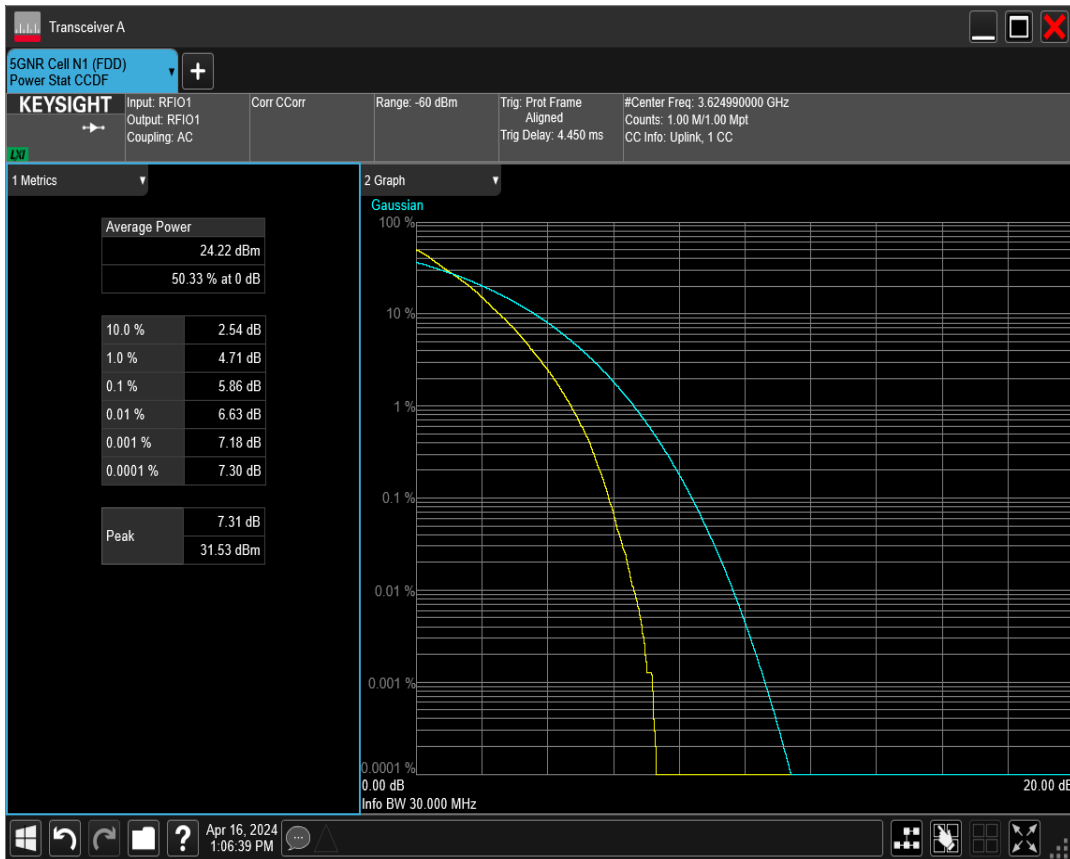 Transceiver A
5GNR Cell N1 (FDD)
Power Stat CCDF
KEYSIGHT
LXI
Input: RFIO1
Output: RFIO1
Coupling: AC
Corr CCorr
Range: -60 dBm
Trig: Prot Frame
Aligned
Trig Delay: 4.450 ms
#Center Freq: 3.624990000 GHz
Counts: 1.00 M/1.00 Mpt
CC Info: Uplink, 1 CC
1 Metrics
Average Power
24.22 dBm
50.33 % at 0 dB
10.0 % 2.54 dB
1.0 % 4.71 dB
0.1 % 5.86 dB
0.01 % 6.63 dB
0.001 % 7.18 dB
0.0001 % 7.30 dB
Peak
7.31 dB
31.53 dBm
2 Graph
Gaussian
100 %
10 %
1 %
0.1 %
0.01 %
0.001 %
0.0001 %
0.00 dB
20.00 dB
Info BW 30.000 MHz
Apr 16, 2024
1:06:39 PM